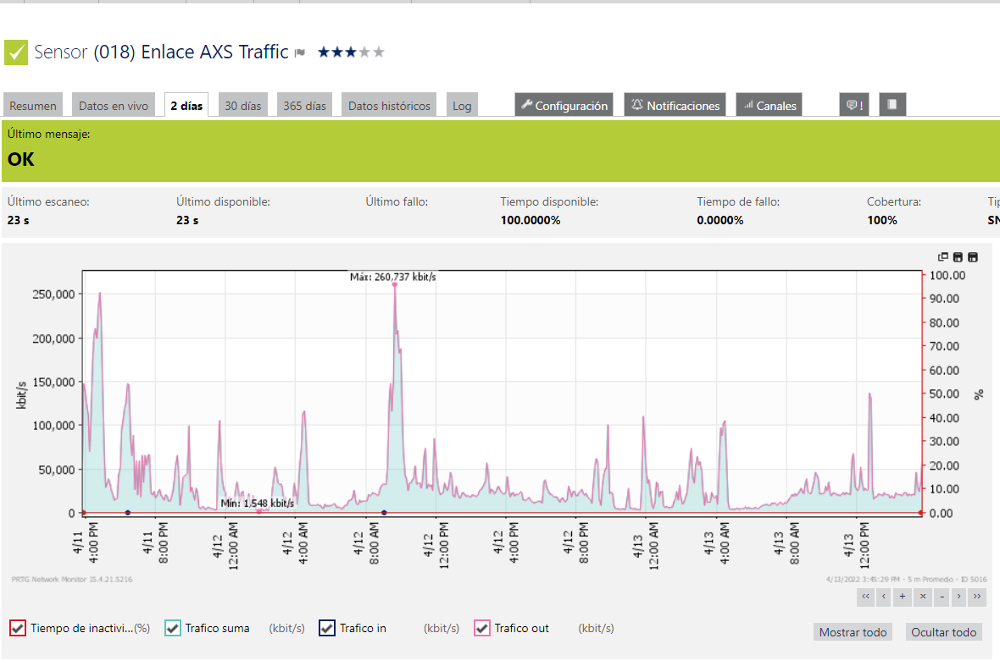 Sensor (018) Enlace AXS Traffic
Resumen Datos en vivo 2 días 30 días 365 días Datos históricos Log Configuración Notificaciones Canales !
Último mensaje:
OK
Último escaneo: Último disponible: Último fallo: Tiempo disponible: Tiempo de fallo: Cobertura: Tip
23 s 23 s 100.0000% 0.0000% 100% SN
Máx: 260,737 kbit/s
250,000
200,000
150,000
100,000
50,000
0
kbit/s
100.00
90.00
80.00
70.00
60.00
50.00
40.00
30.00
20.00
10.00
0.00
%
Mín: 1,548 kbit/s
4/11 4:00 PM
4/11 8:00 PM
4/12 12:00 AM
4/12 4:00 AM
4/12 8:00 AM
4/12 12:00 PM
4/12 4:00 PM
4/12 8:00 PM
4/13 12:00 AM
4/13 4:00 AM
4/13 8:00 AM
4/13 12:00 PM
PRTG Network Monitor 15.4.21.5216 4/13/2022 3:45:29 PM - 5 m Promedio - ID 5016
<< < + × - > >>
Tiempo de inactivi...(%) Trafico suma (kbit/s) Trafico in (kbit/s) Trafico out (kbit/s)
Mostrar todo Ocultar todo